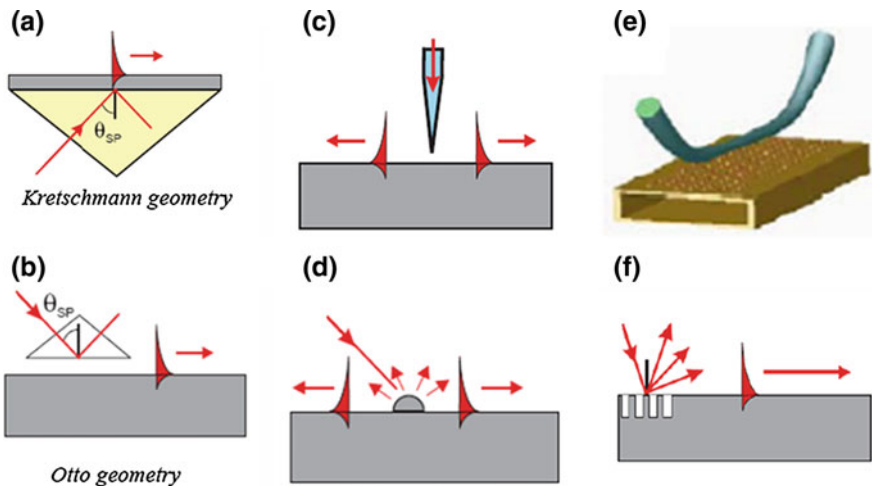 (a)
θSP
Kretschmann geometry
(c)
(e)
(b)
θSP
Otto geometry
(d)
(f)